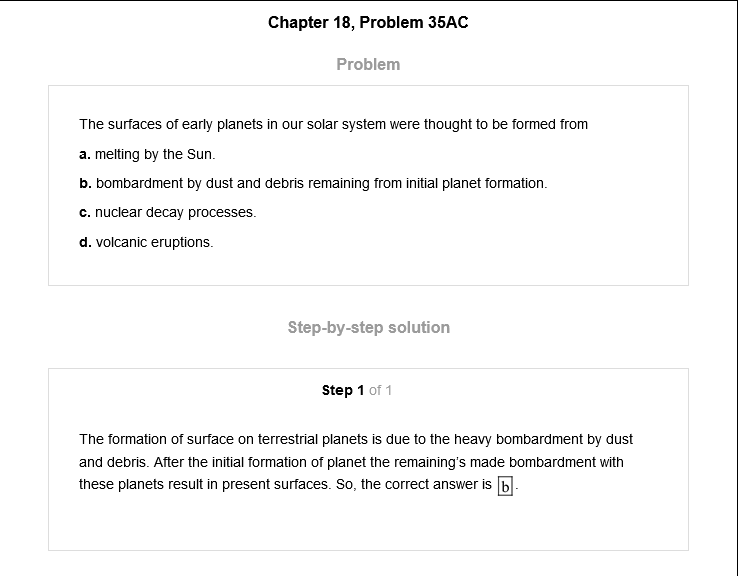 Chapter 18, Problem 35AC
Problem
The surfaces of early planets in our solar system were thought to be formed from
a. melting by the Sun.
b. bombardment by dust and debris remaining from initial planet formation.
c. nuclear decay processes.
d. volcanic eruptions.
Step-by-step solution
Step 1 of 1
The formation of surface on terrestrial planets is due to the heavy bombardment by dust
and debris. After the initial formation of planet the remaining's made bombardment with
these planets result in present surfaces. So, the correct answer is b.